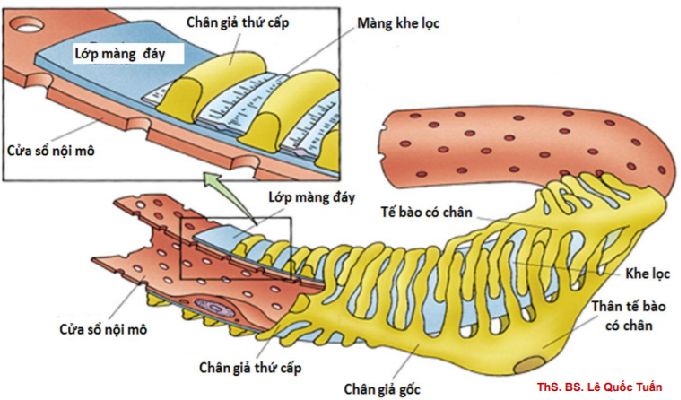 Chân giả thứ cấp
Màng khe lọc
Lớp màng đáy
Cửa sổ nội mô
Lớp màng đáy
Tế bào có chân
Khe lọc
Thân tế bào
có chân
Cửa sổ nội mô
Chân giả thứ cấp
Chân giả gốc
ThS. BS. Lê Quốc Tuấn